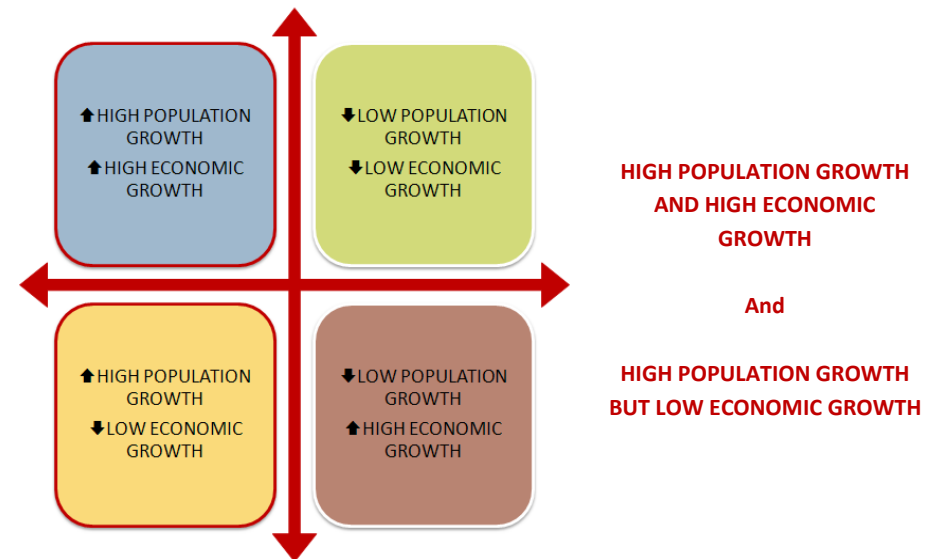 ⬆HIGH POPULATION
GROWTH
⬆HIGH ECONOMIC
GROWTH
⬇LOW POPULATION
GROWTH
⬇LOW ECONOMIC
GROWTH
⬆HIGH POPULATION
GROWTH
⬇LOW ECONOMIC
GROWTH
⬇LOW POPULATION
GROWTH
⬆HIGH ECONOMIC
GROWTH
HIGH POPULATION GROWTH
AND HIGH ECONOMIC
GROWTH
And
HIGH POPULATION GROWTH
BUT LOW ECONOMIC GROWTH